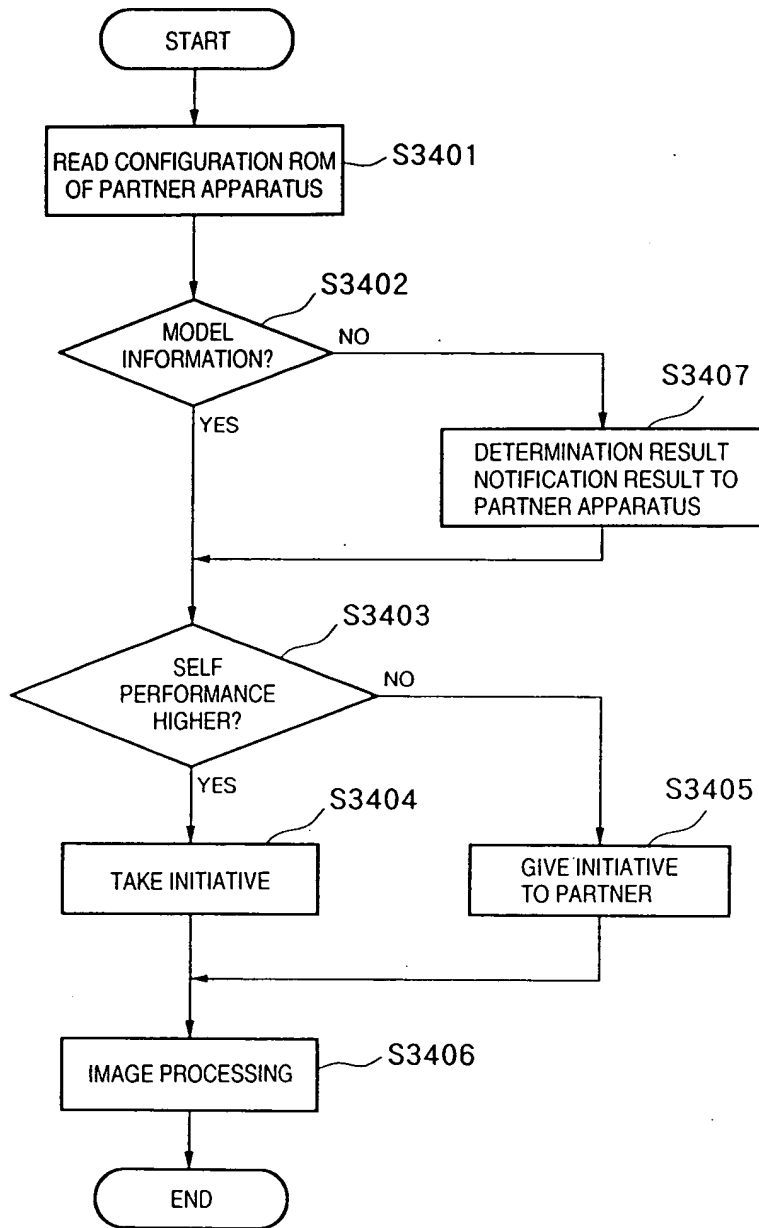 START
READ CONFIGURATION ROM
OF PARTNER APPARATUS
S3401
S3402
MODEL
INFORMATION?
NO
YES
S3407
DETERMINATION RESULT
NOTIFICATION RESULT TO
PARTNER APPARATUS
S3403
SELF
PERFORMANCE
HIGHER?
NO
YES
S3404
TAKE INITIATIVE
S3405
GIVE INITIATIVE
TO PARTNER
S3406
IMAGE PROCESSING
END